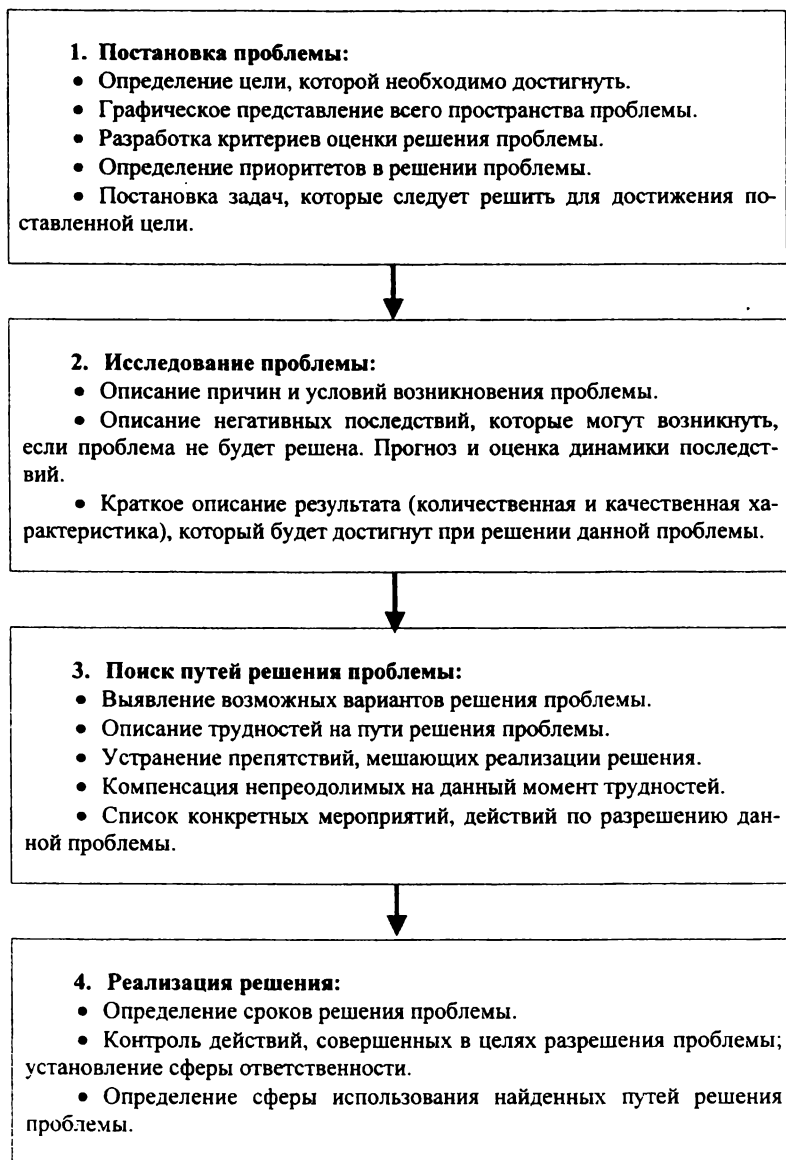 1. Постановка проблемы:
• Определение цели, которой необходимо достигнуть.
• Графическое представление всего пространства проблемы.
• Разработка критериев оценки решения проблемы.
• Определение приоритетов в решении проблемы.
• Постановка задач, которые следует решить для достижения по-
ставленной цели.
2. Исследование проблемы:
• Описание причин и условий возникновения проблемы.
• Описание негативных последствий, которые могут возникнуть,
если проблема не будет решена. Прогноз и оценка динамики последст-
вий.
• Краткое описание результата (количественная и качественная ха-
рактеристика), который будет достигнут при решении данной проблемы.
3. Поиск путей решения проблемы:
• Выявление возможных вариантов решения проблемы.
• Описание трудностей на пути решения проблемы.
• Устранение препятствий, мешающих реализации решения.
• Компенсация непреодолимых на данный момент трудностей.
• Список конкретных мероприятий, действий по разрешению дан-
ной проблемы.
4. Реализация решения:
• Определение сроков решения проблемы.
• Контроль действий, совершенных в целях разрешения проблемы;
установление сферы ответственности.
• Определение сферы использования найденных путей решения
проблемы.